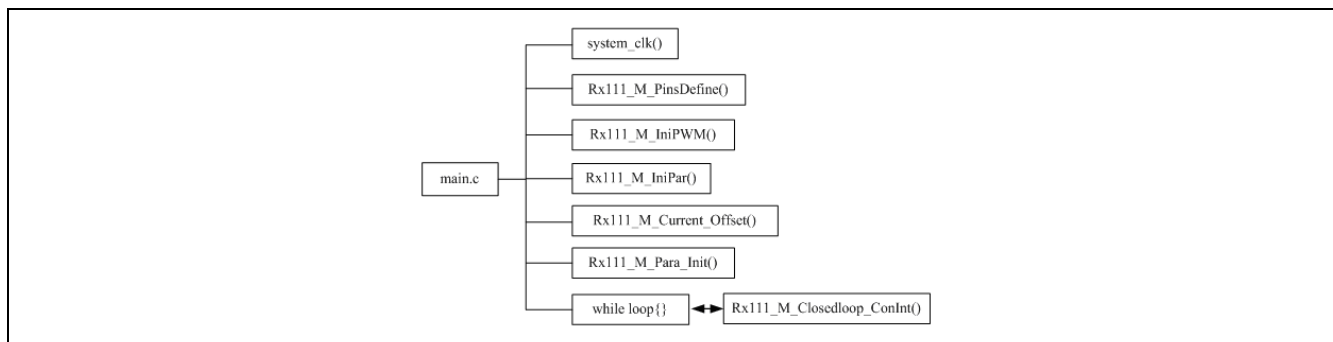 system_clk()
Rx111_M_PinsDefine()
Rx111_M_IniPWM()
main.c
Rx111_M_IniPar()
Rx111_M_Current_Offset()
Rx111_M_Para_Init()
while loop{}
Rx111_M_Closedloop_ConInt()